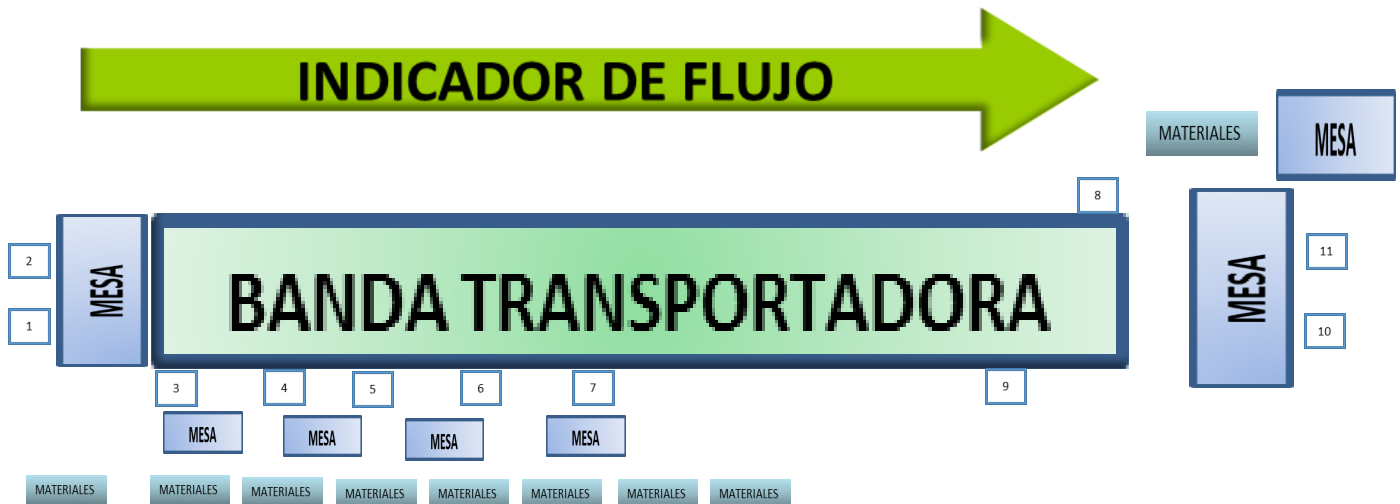 INDICADOR DE FLUJO
MATERIALES
MESA
8
2
MESA
BANDA TRANSPORTADORA
MESA
11
1
10
3
4
5
6
7
9
MESA
MESA
MESA
MESA
MATERIALES
MATERIALES
MATERIALES
MATERIALES
MATERIALES
MATERIALES
MATERIALES
MATERIALES